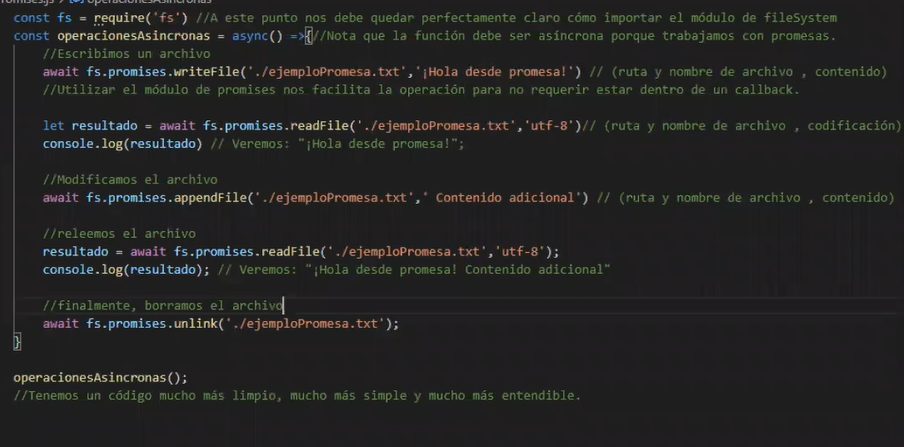 operacionesAsincronas
const fs = require('fs') //A este punto nos debe quedar perfectamente claro cómo importar el módulo de fileSystem
const operacionesAsincronas = async() =>{//Nota que la función debe ser asíncrona porque trabajamos con promesas.
//Escribimos un archivo
await fs.promises.writeFile('./ejemploPromesa.txt','¡Hola desde promesa!') // (ruta y nombre de archivo , contenido)
//Utilizar el módulo de promises nos facilita la operación para no requerir estar dentro de un callback.
let resultado = await fs.promises.readFile('./ejemploPromesa.txt','utf-8')// (ruta y nombre de archivo , codificación)
console.log(resultado) // Veremos: "¡Hola desde promesa!";
//Modificamos el archivo
await fs.promises.appendFile('./ejemploPromesa.txt',' Contenido adicional') // (ruta y nombre de archivo , contenido)
//releemos el archivo
resultado = await fs.promises.readFile('./ejemploPromesa.txt','utf-8');
console.log(resultado); // Veremos: "¡Hola desde promesa! Contenido adicional"
//finalmente, borramos el archivo
await fs.promises.unlink('./ejemploPromesa.txt');
}
operacionesAsincronas();
//Tenemos un código mucho más limpio, mucho más simple y mucho más entendible.